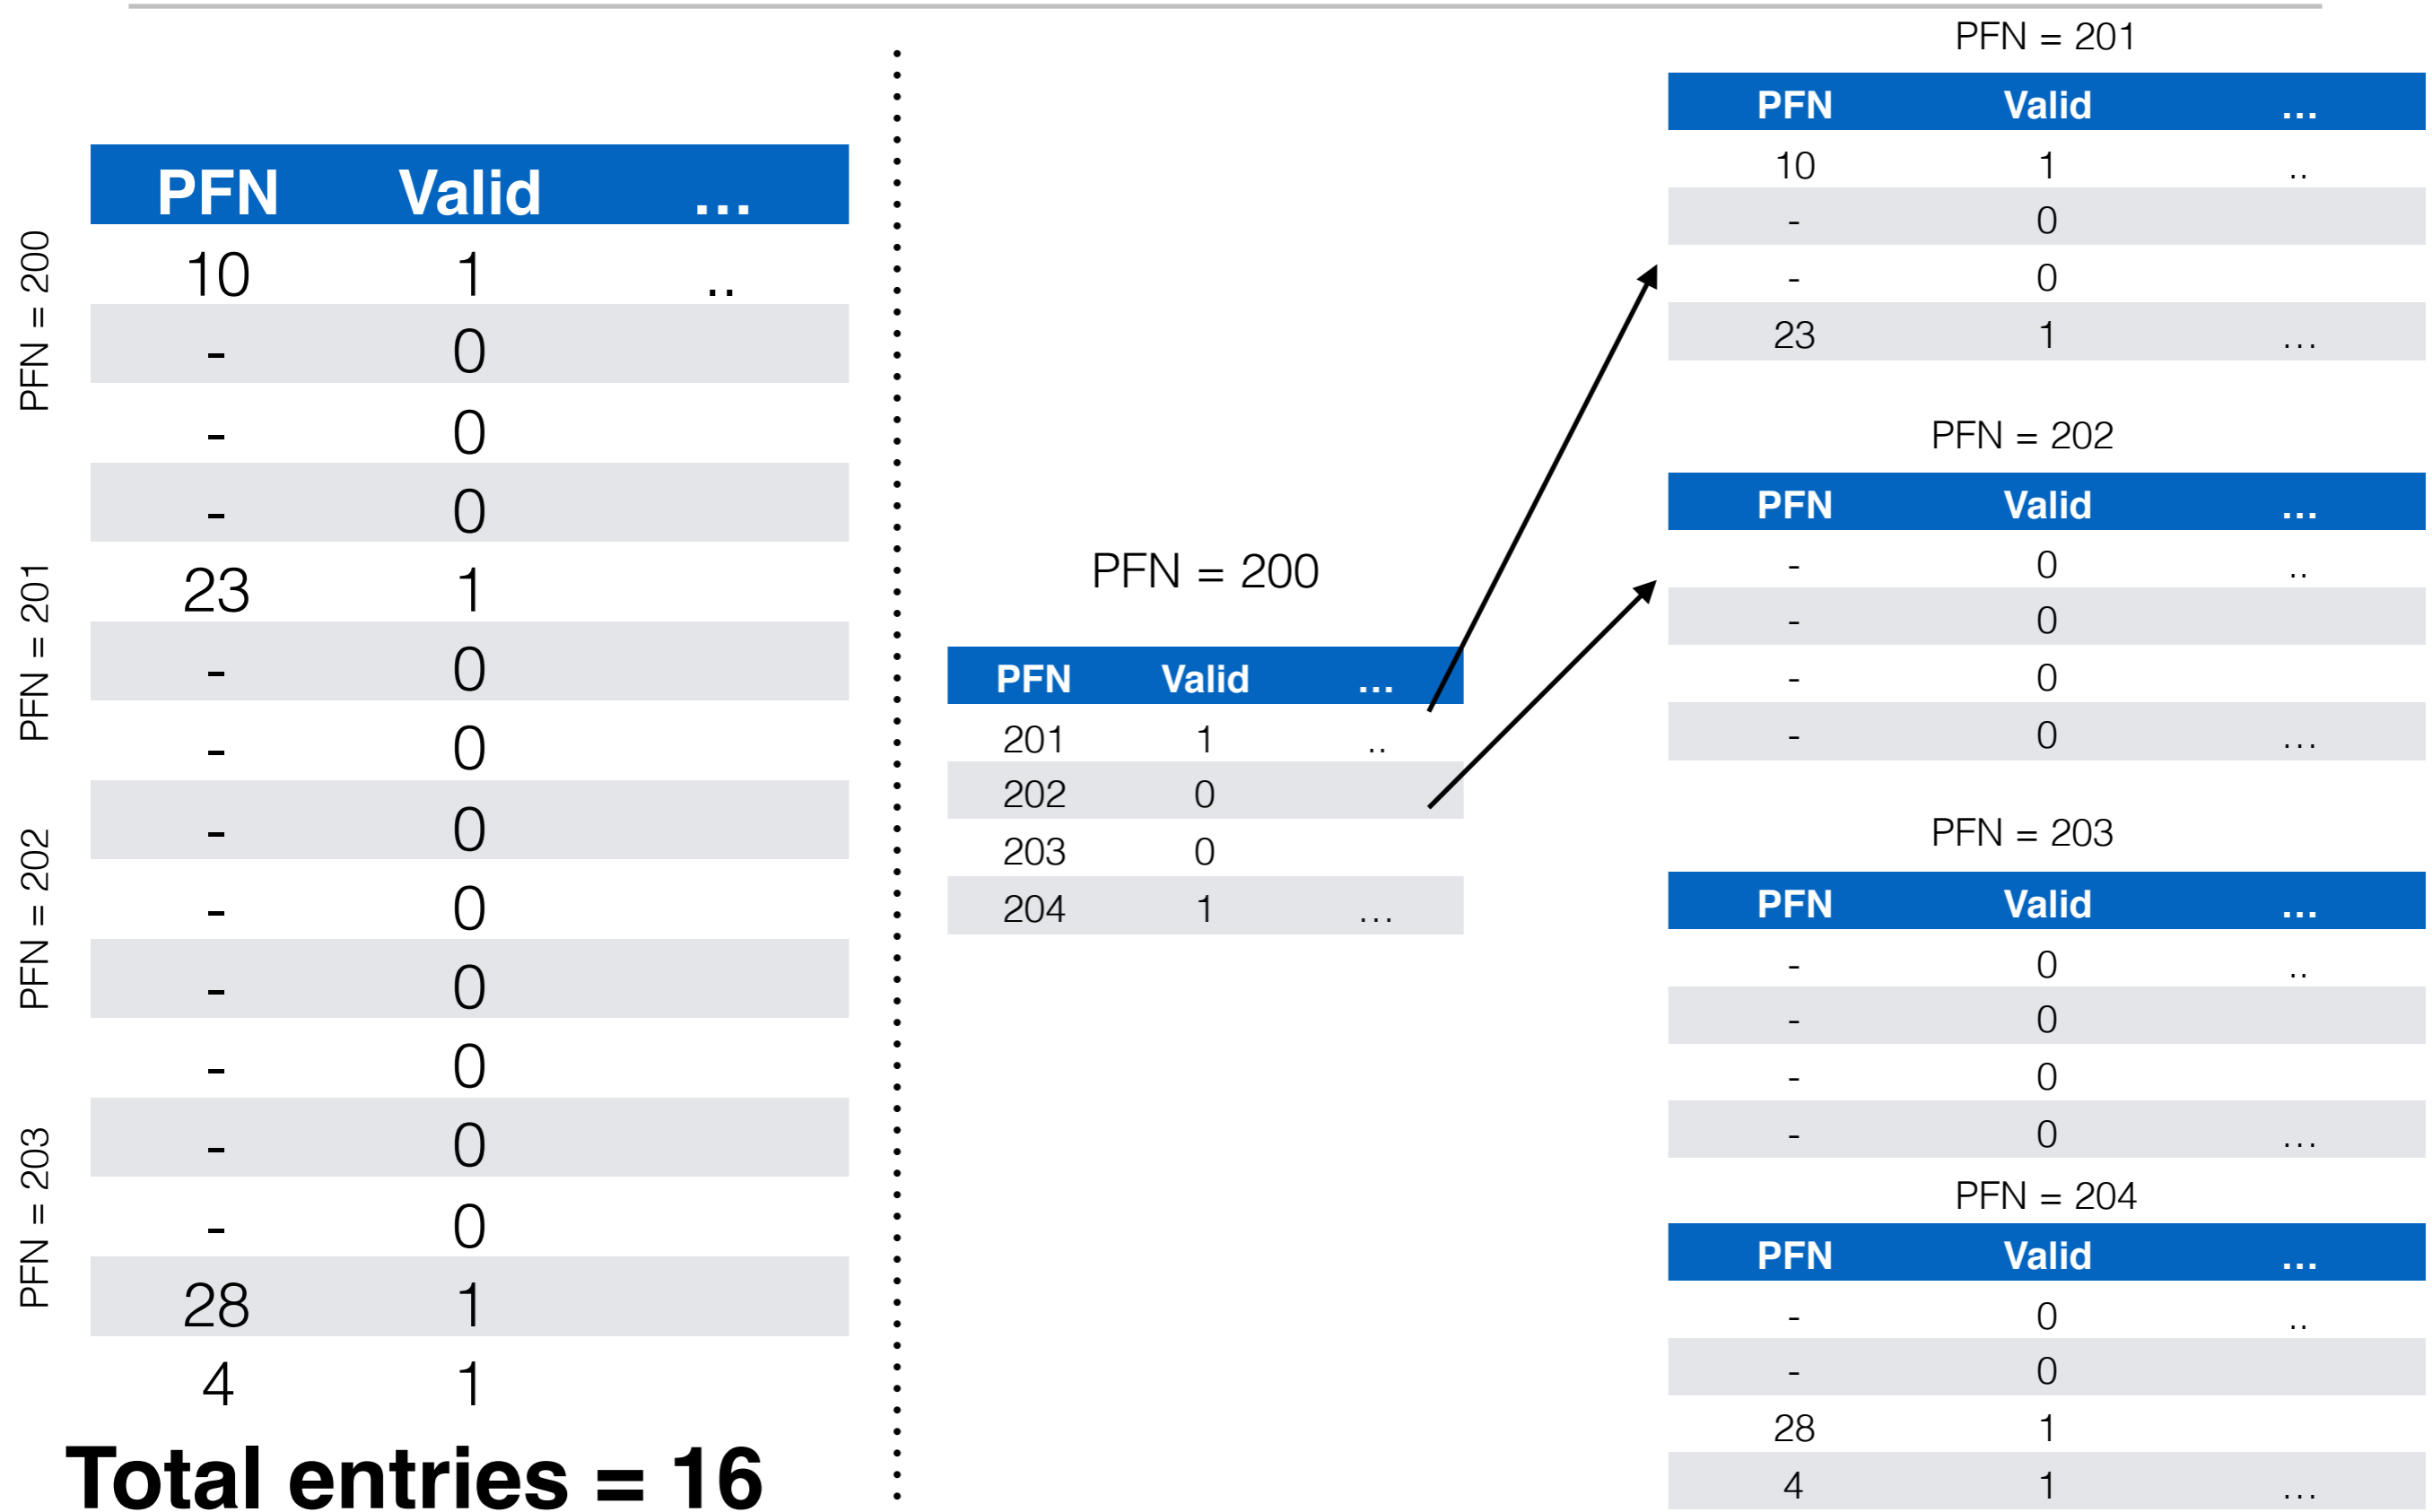 PFN = 200
PFN = 201
PFN = 202
PFN = 203
PFN Valid ...
10 1 ..
- 0
- 0
- 0
23 1
- 0
- 0
- 0
- 0
- 0
- 0
- 0
- 0
28 1
4 1
Total entries = 16
PFN = 200
PFN Valid ...
201 1 ..
202 0
203 0
204 1 ...
PFN = 201
PFN Valid ...
10 1 ..
- 0
- 0
23 1 ...
PFN = 202
PFN Valid ...
- 0 ..
- 0
- 0
- 0 ...
PFN = 203
PFN Valid ...
- 0 ..
- 0
- 0
- 0 ...
PFN = 204
PFN Valid ...
- 0 ..
- 0
28 1
4 1 ...